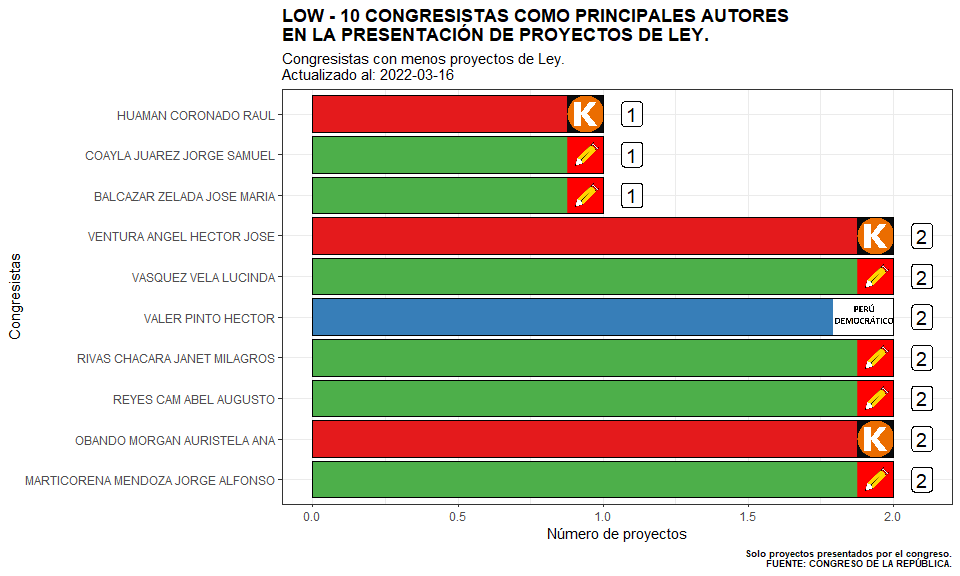 LOW - 10 CONGRESISTAS COMO PRINCIPALES AUTORES
EN LA PRESENTACIÓN DE PROYECTOS DE LEY.
Congresistas con menos proyectos de Ley.
Actualizado al: 2022-03-16
Congresistas
HUAMAN CORONADO RAUL K 1
COAYLA JUAREZ JORGE SAMUEL 1
BALCAZAR ZELADA JOSE MARIA 1
VENTURA ANGEL HECTOR JOSE K 2
VASQUEZ VELA LUCINDA 2
VALER PINTO HECTOR PERÚ
DEMOCRÁTICO 2
RIVAS CHACARA JANET MILAGROS 2
REYES CAM ABEL AUGUSTO 2
OBANDO MORGAN AURISTELA ANA K 2
MARTICORENA MENDOZA JORGE ALFONSO 2
0.0 0.5 1.0 1.5 2.0
Número de proyectos
Solo proyectos presentados por el congreso.
FUENTE: CONGRESO DE LA REPÚBLICA.